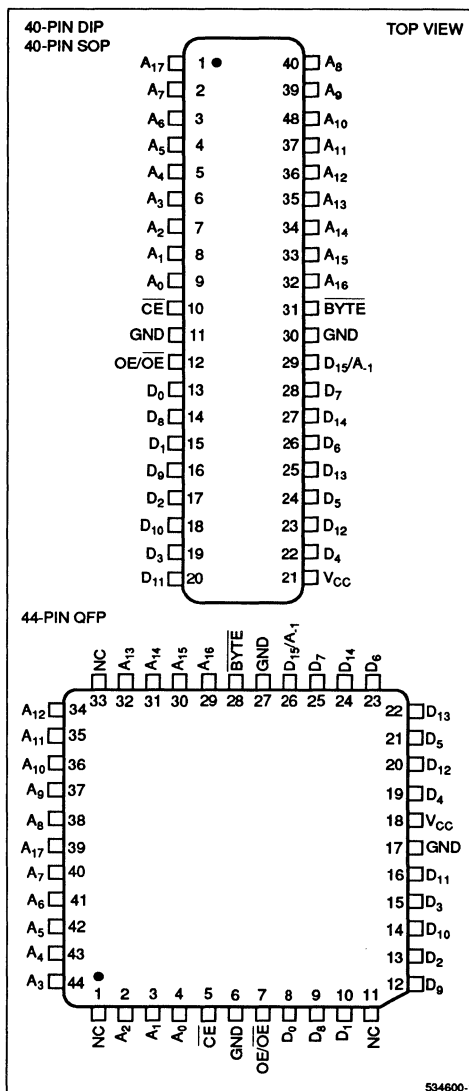 40-PIN DIP
40-PIN SOP
TOP VIEW
A17 1 40 A8
A7 2 39 A9
A6 3 48 A10
A5 4 37 A11
A4 5 36 A12
A3 6 35 A13
A2 7 34 A14
A1 8 33 A15
A0 9 32 A16
C̅E̅ 10 31 B̅Y̅T̅E̅
GND 11 30 GND
OE/O̅E̅ 12 29 D15/A-1
D0 13 28 D7
D8 14 27 D14
D1 15 26 D6
D9 16 25 D13
D2 17 24 D5
D10 18 23 D12
D3 19 22 D4
D11 20 21 VCC
44-PIN QFP
NC A13 A14 A15 A16 B̅Y̅T̅E̅ GND D15/A-1 D7 D14 D6
33 32 31 30 29 28 27 26 25 24 23
A12 34 22 D13
A11 35 21 D5
A10 36 20 D12
A9 37 19 D4
A8 38 18 VCC
A17 39 17 GND
A7 40 16 D11
A6 41 15 D3
A5 42 14 D10
A4 43 13 D2
A3 44 12 D9
1 2 3 4 5 6 7 8 9 10 11
NC A2 A1 A0 C̅E̅ GND OE/O̅E̅ D0 D8 D1 NC